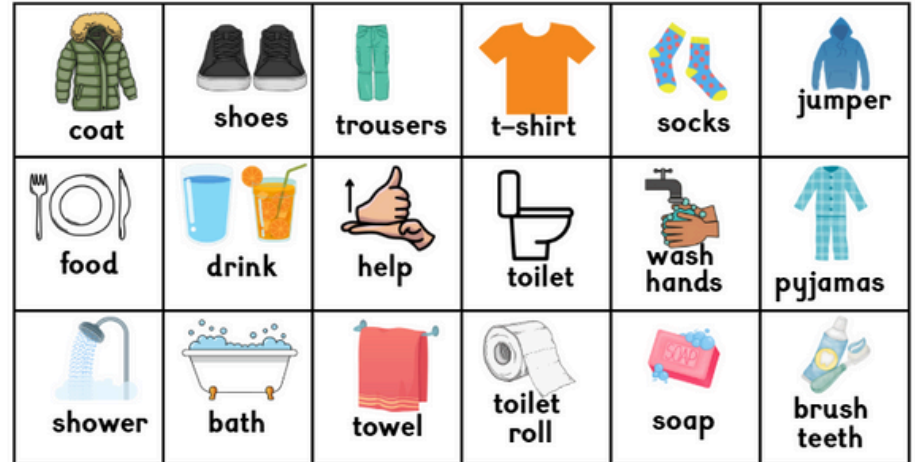 coat
shoes
trousers
t-shirt
socks
jumper
food
drink
help
toilet
wash
hands
pyjamas
shower
bath
towel
toilet
roll
SOAP
soap
brush
teeth